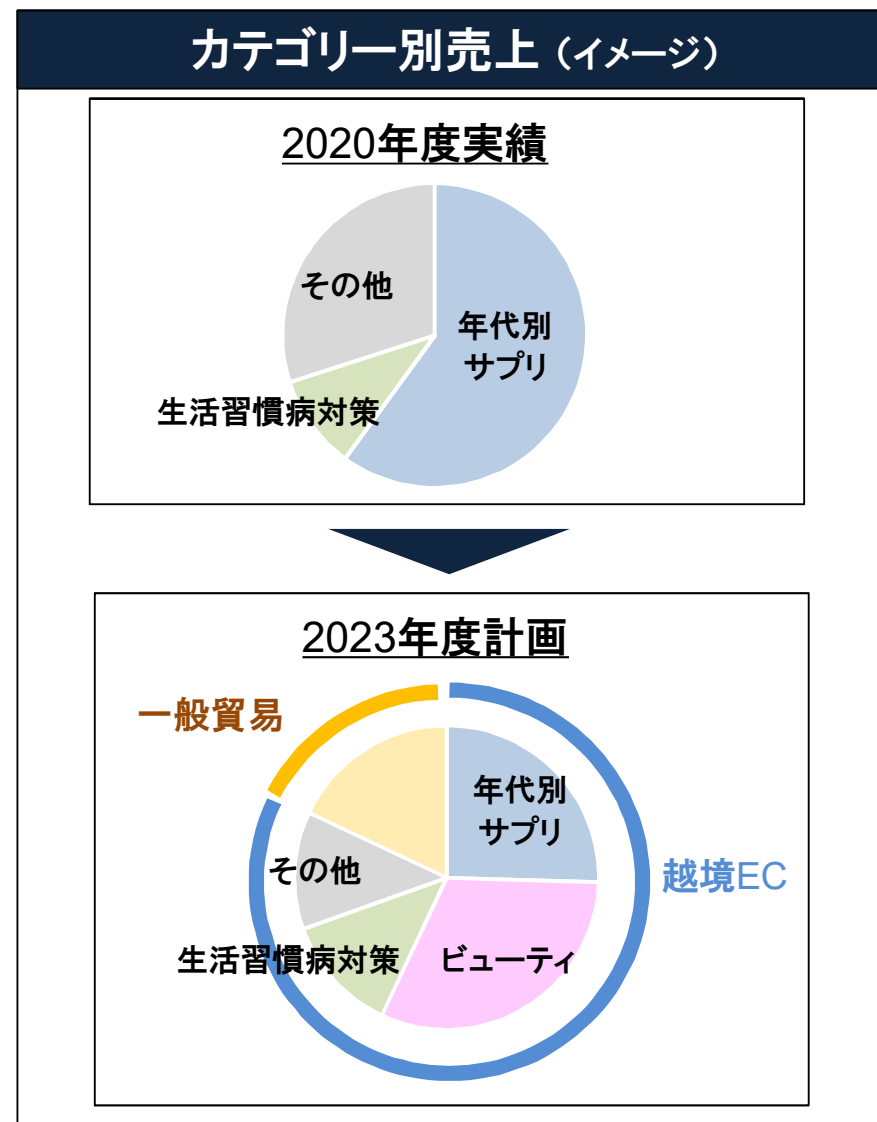 カテゴリー別売上（イメージ）
2020年度実績
その他
年代別
サプリ
生活習慣病対策
2023年度計画
一般貿易
年代別
サプリ
その他
越境EC
生活習慣病対策
ビューティ